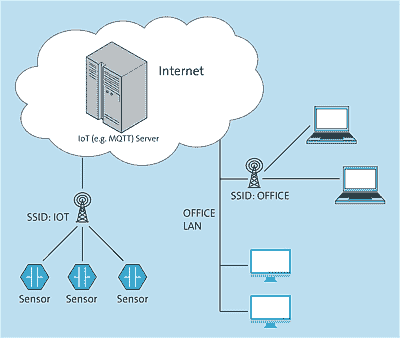 Internet
IoT (e.g. MQTT) Server
SSID: IOT
SSID: OFFICE
OFFICE
LAN
Sensor
Sensor
Sensor